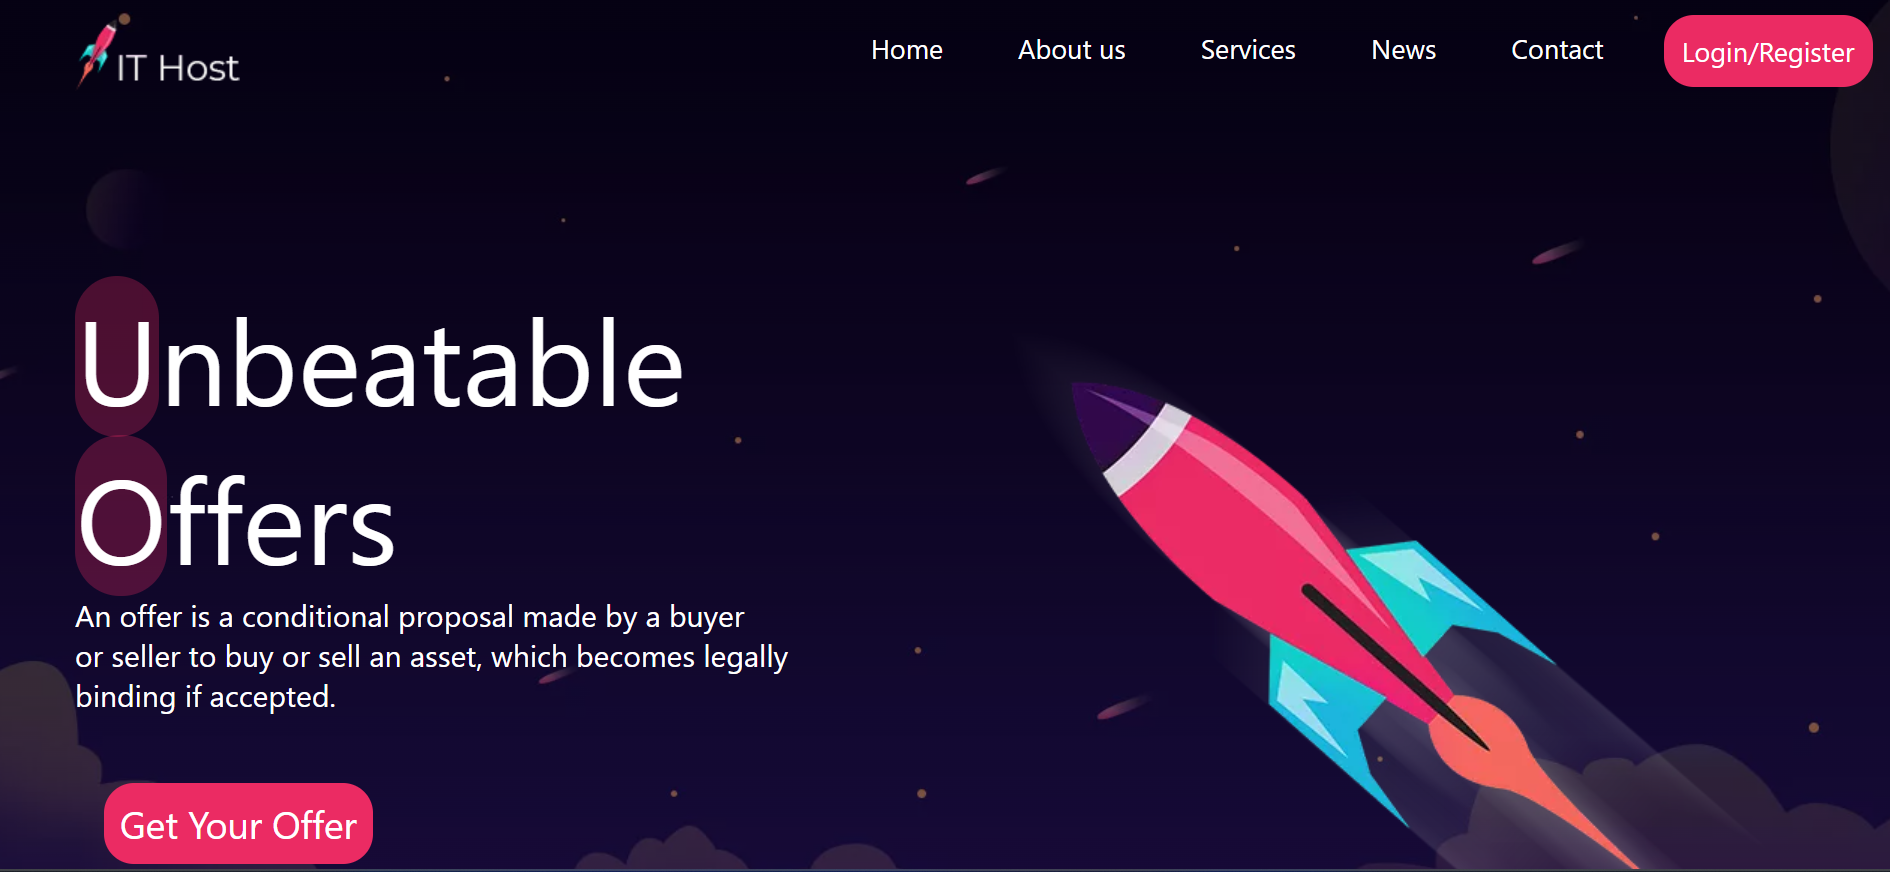 IT Host
Home
About us
Services
News
Contact
Login/Register
Unbeatable
Offers
An offer is a conditional proposal made by a buyer
or seller to buy or sell an asset, which becomes legally
binding if accepted.
Get Your Offer